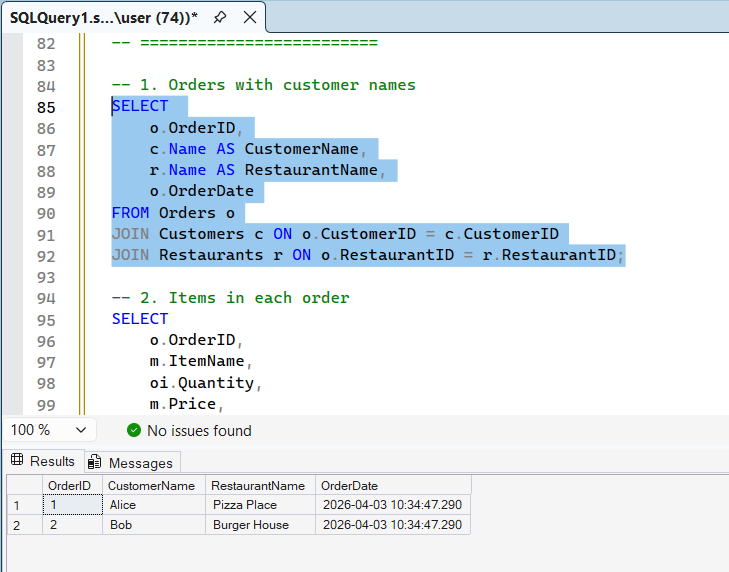 SQLQuery1.s...\user (74))*
82 -- =========================
83
84 -- 1. Orders with customer names
85 SELECT
86 o.OrderID,
87 c.Name AS CustomerName,
88 r.Name AS RestaurantName,
89 o.OrderDate
90 FROM Orders o
91 JOIN Customers c ON o.CustomerID = c.CustomerID
92 JOIN Restaurants r ON o.RestaurantID = r.RestaurantID;
93
94 -- 2. Items in each order
95 SELECT
96 o.OrderID,
97 m.ItemName,
98 oi.Quantity,
99 m.Price,
100 % No issues found
Results Messages
OrderID CustomerName RestaurantName OrderDate
1 1 Alice Pizza Place 2026-04-03 10:34:47.290
2 2 Bob Burger House 2026-04-03 10:34:47.290